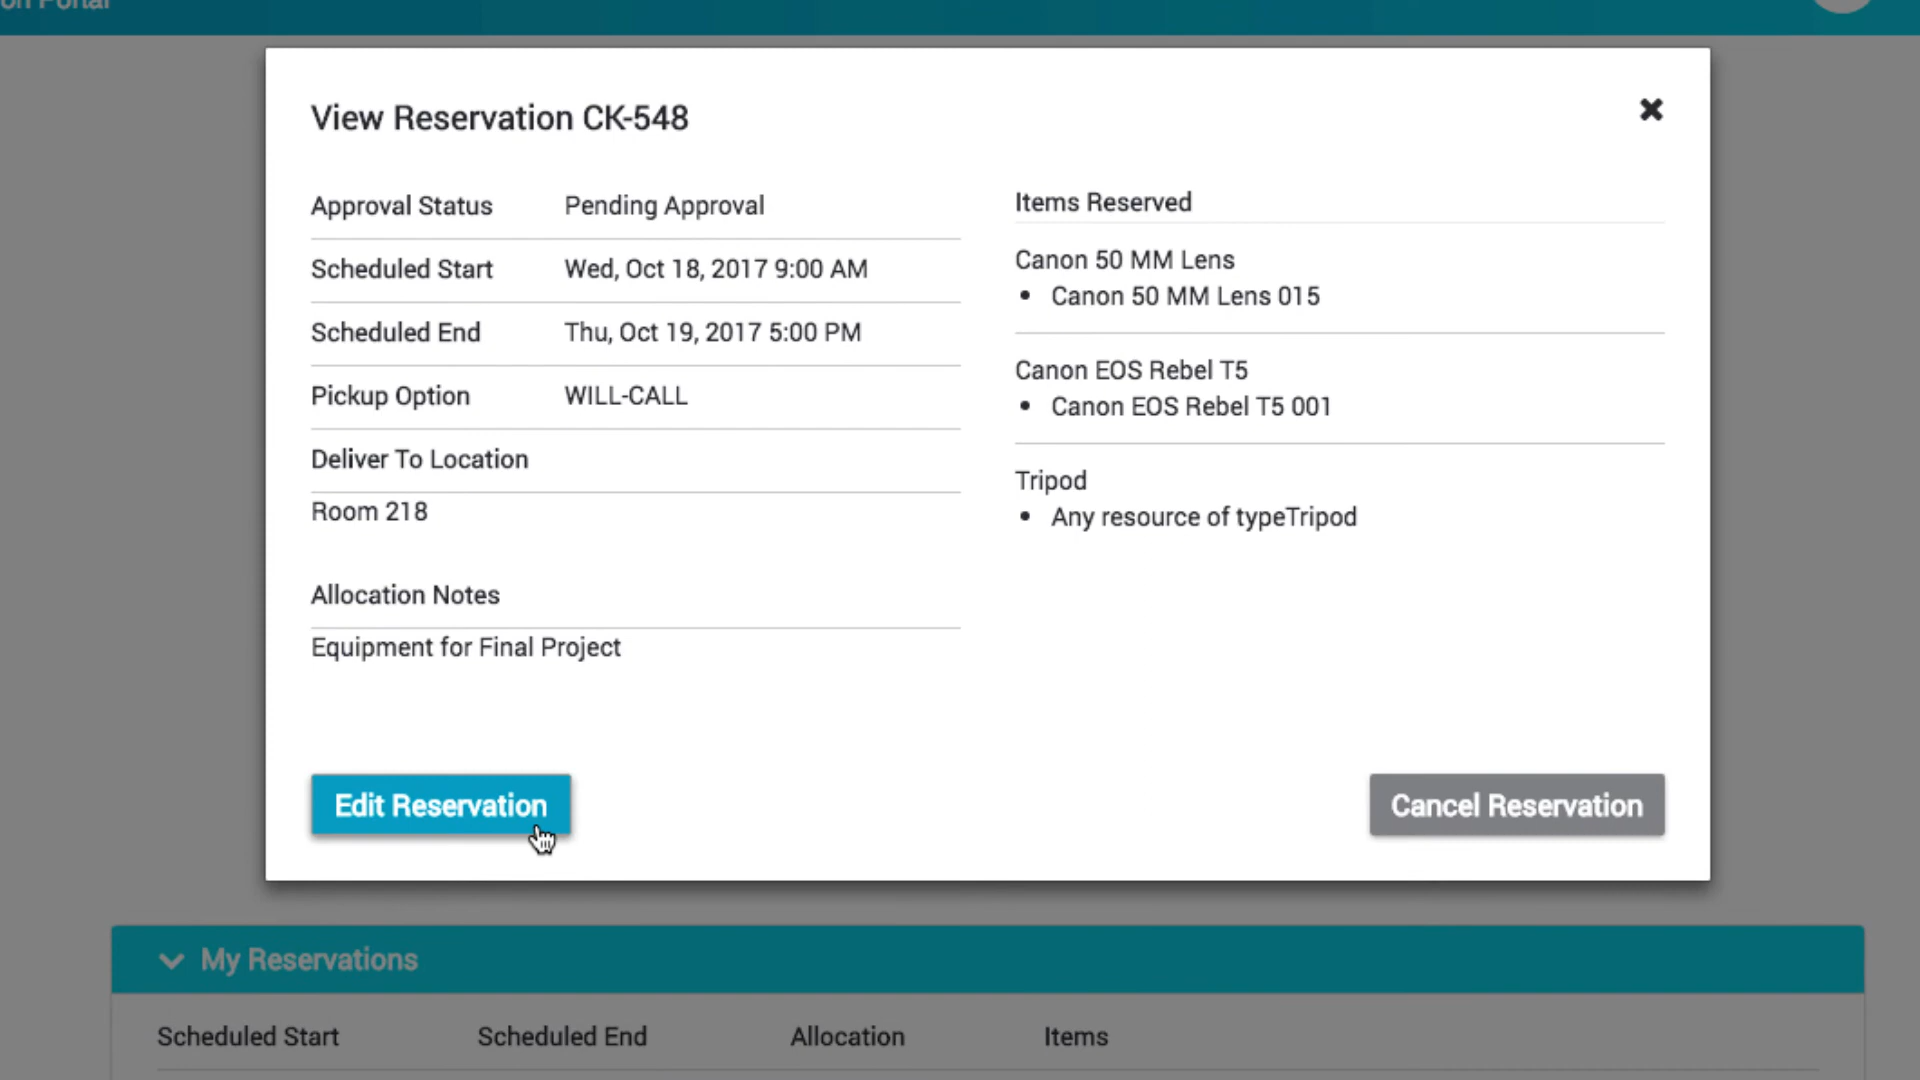 Portal
View Reservation CK-548
Approval Status Pending Approval
Scheduled Start Wed, Oct 18, 2017 9:00 AM
Scheduled End Thu, Oct 19, 2017 5:00 PM
Pickup Option WILL-CALL
Deliver To Location
Room 218
Allocation Notes
Equipment for Final Project
Items Reserved
Canon 50 MM Lens
• Canon 50 MM Lens 015
Canon EOS Rebel T5
• Canon EOS Rebel T5 001
Tripod
• Any resource of typeTripod
Edit Reservation
Cancel Reservation
My Reservations
Scheduled Start Scheduled End Allocation Items